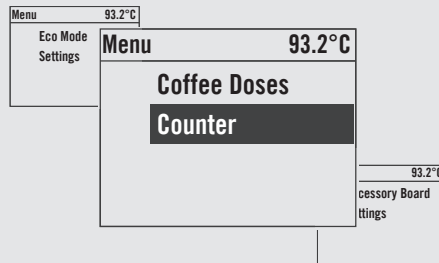 Menu 93.2°C
Eco Mode
Settings
Menu 93.2°C
Coffee Doses
Counter
93.2°
cessory Board
ttings